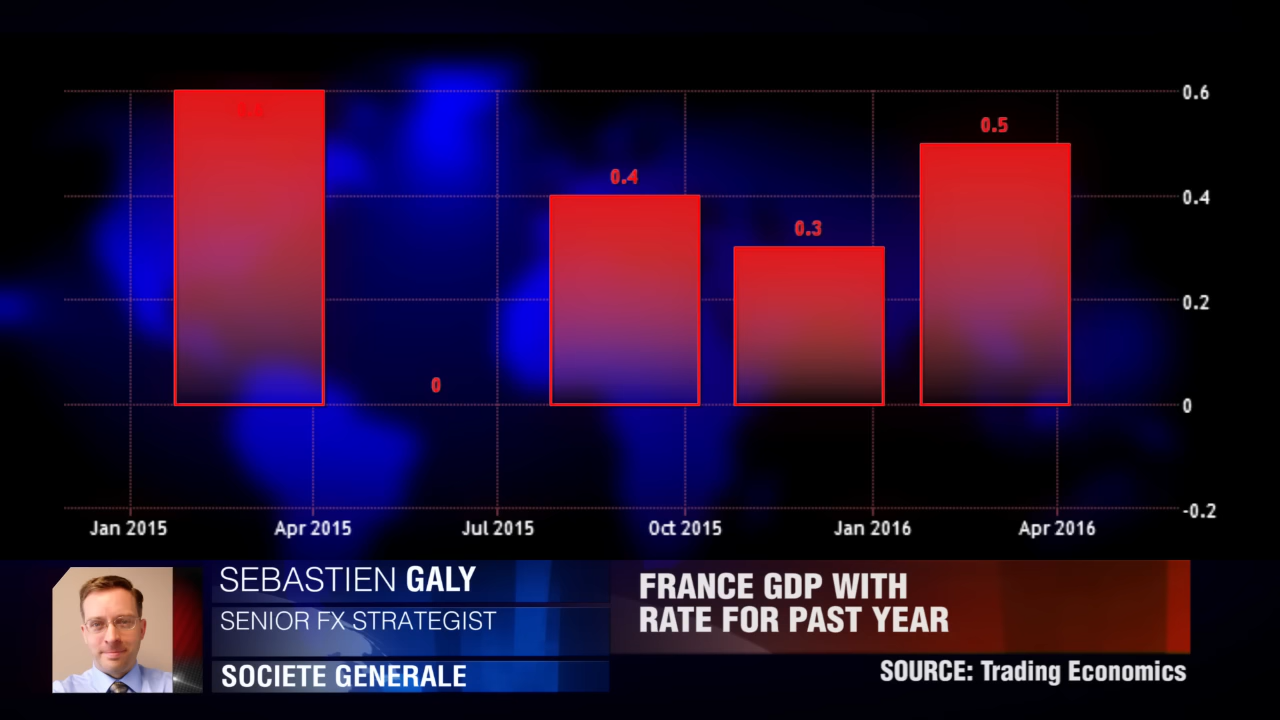 0.6
0.5
0.4
0.4
0.3
0.2
0
0
-0.2
Jan 2015 Apr 2015 Jul 2015 Oct 2015 Jan 2016 Apr 2016
SEBASTIEN GALY
SENIOR FX STRATEGIST
SOCIETE GENERALE
FRANCE GDP WITH
RATE FOR PAST YEAR
SOURCE: Trading Economics